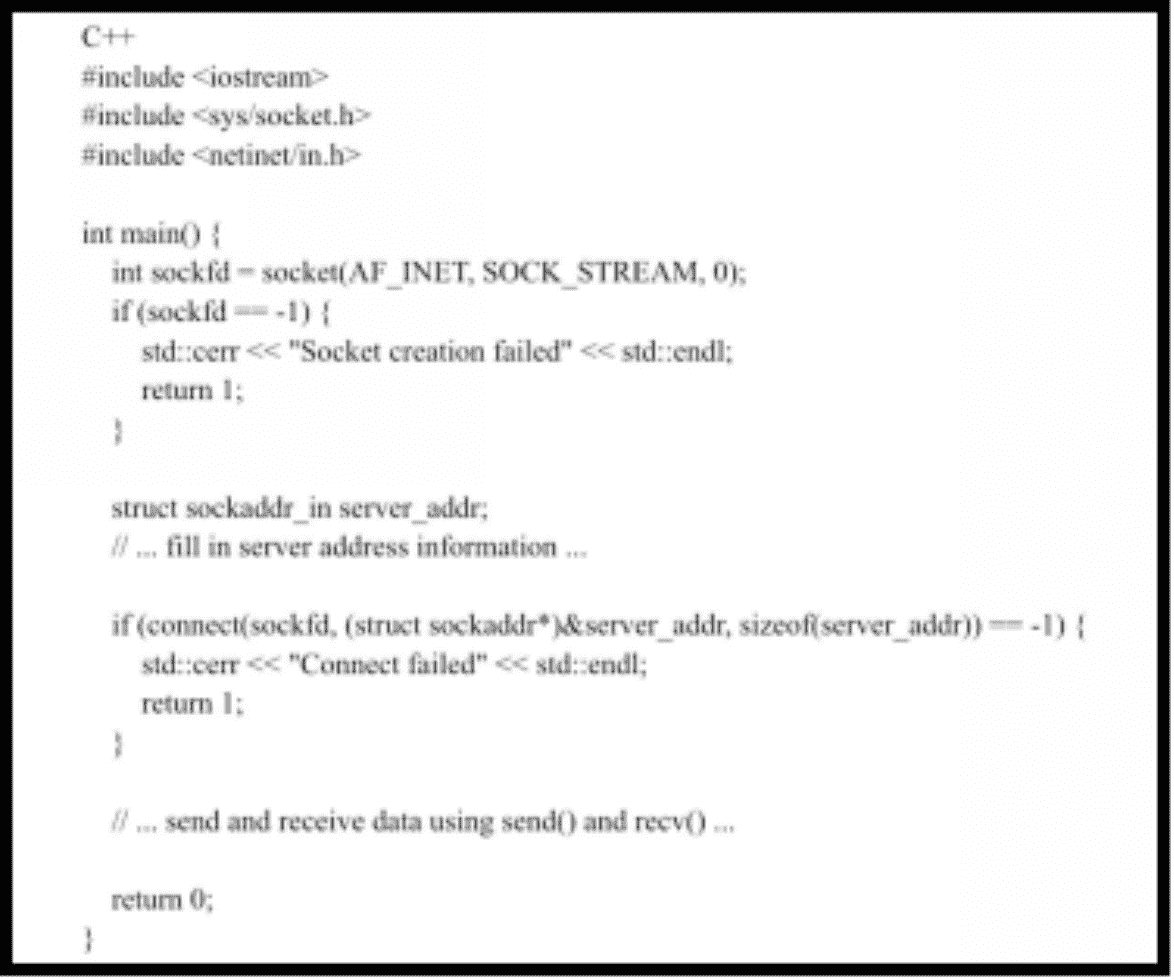 C++
#include <iostream>
#include <sys/socket.h>
#include <netinet/in.h>
int main() {
int sockfd = socket(AF_INET, SOCK_STREAM, 0);
if (sockfd == -1) {
std::cerr << "Socket creation failed" << std::endl;
return 1;
}
struct sockaddr_in server_addr;
// ... fill in server address information ...
if (connect(sockfd, (struct sockaddr*)&server_addr, sizeof(server_addr)) == -1) {
std::cerr << "Connect failed" << std::endl;
return 1;
}
// ... send and receive data using send() and recv() ...
return 0;
}